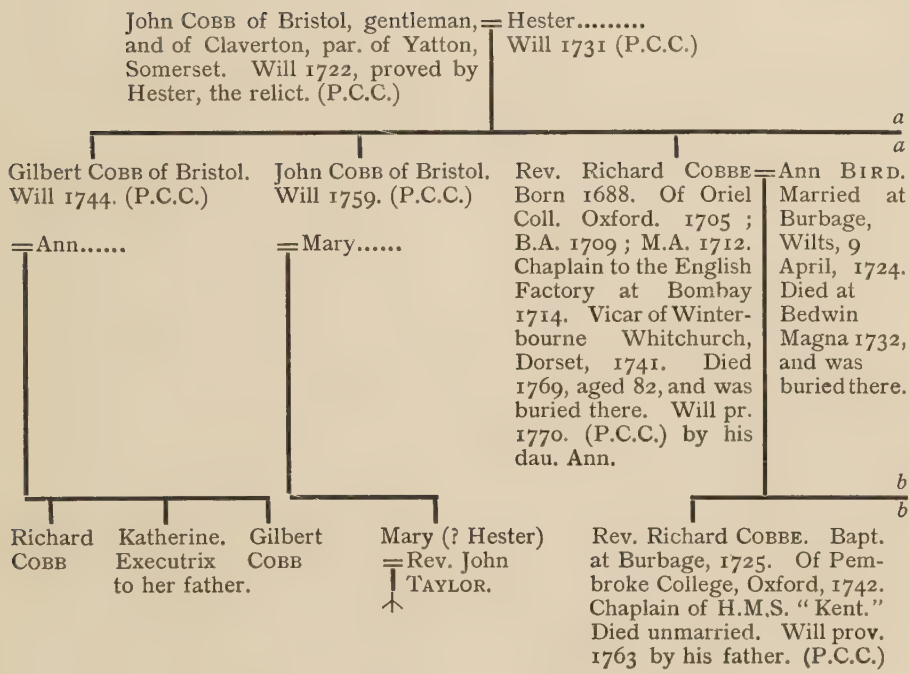 John COBB of Bristol, gentleman,
and of Claverton, par. of Yatton,
Somerset. Will 1722, proved by
Hester, the relict. (P.C.C.)
= Hester.........
Will 1731 (P.C.C.)
a
a
Gilbert COBB of Bristol.
Will 1744. (P.C.C.)
=Ann......
John COBB of Bristol.
Will 1759. (P.C.C.)
=Mary......
Rev. Richard COBBE
Born 1688. Of Oriel
Coll. Oxford. 1705 ;
B.A. 1709 ; M.A. 1712.
Chaplain to the English
Factory at Bombay
1714. Vicar of Winter-
bourne Whitchurch,
Dorset, 1741. Died
1769, aged 82, and was
buried there. Will pr.
1770. (P.C.C.) by his
dau. Ann.
=Ann BIRD.
Married at
Burbage,
Wilts, 9
April, 1724.
Died at
Bedwin
Magna 1732,
and was
buried there.
b
b
Richard
COBB
Katherine.
Executrix
to her father.
Gilbert
COBB
Mary (? Hester)
=Rev. John
TAYLOR.
Rev. Richard COBBE. Bapt.
at Burbage, 1725. Of Pem-
broke College, Oxford, 1742.
Chaplain of H.M.S. "Kent."
Died unmarried. Will prov.
1763 by his father. (P.C.C.)